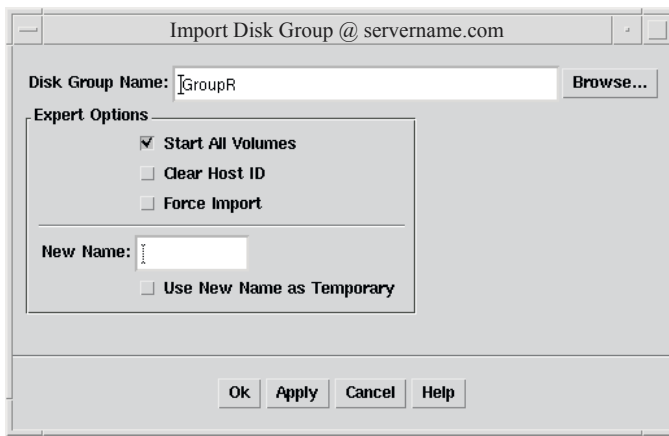 Import Disk Group @ servername.com
Disk Group Name: GroupR Browse...
Expert Options
Start All Volumes
Clear Host ID
Force Import
New Name:
Use New Name as Temporary
Ok Apply Cancel Help